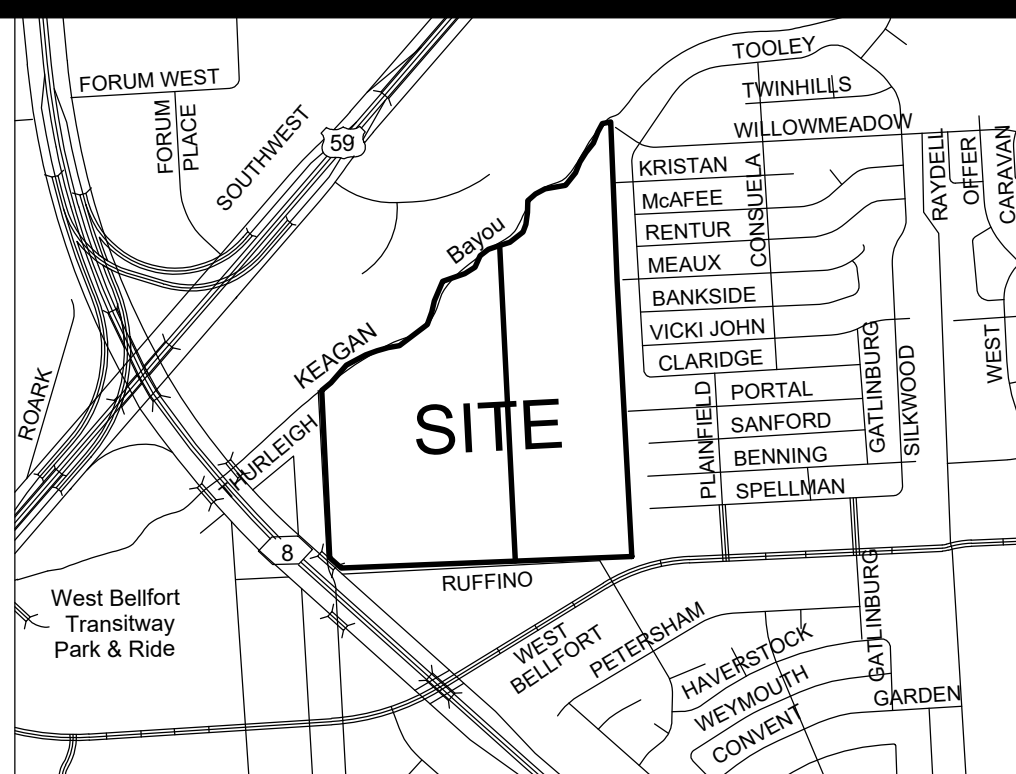 TOOLEY
FORUM WEST
TWINHILLS
FORUM
PLACE
SOUTHWEST
59
WILLOWMEADOW
RAYDELL
OFFER
CARAVAN
KRISTAN
CONSUELA
McAFEE
RENTUR
Bayou
MEAUX
BANKSIDE
VICKI JOHN
KEAGAN
CLARIDGE
GATLINBURG
SILKWOOD
WEST
ROARK
PLAINFIELD
PORTAL
SITE
SANFORD
HURLEIGH
BENNING
SPELLMAN
8
RUFFINO
West Bellfort
Transitway
Park & Ride
WEST
BELLFORT
PETERSHAM
GATLINBURG
HAVERSTOCK
WEYMOUTH
GARDEN
CONVENT